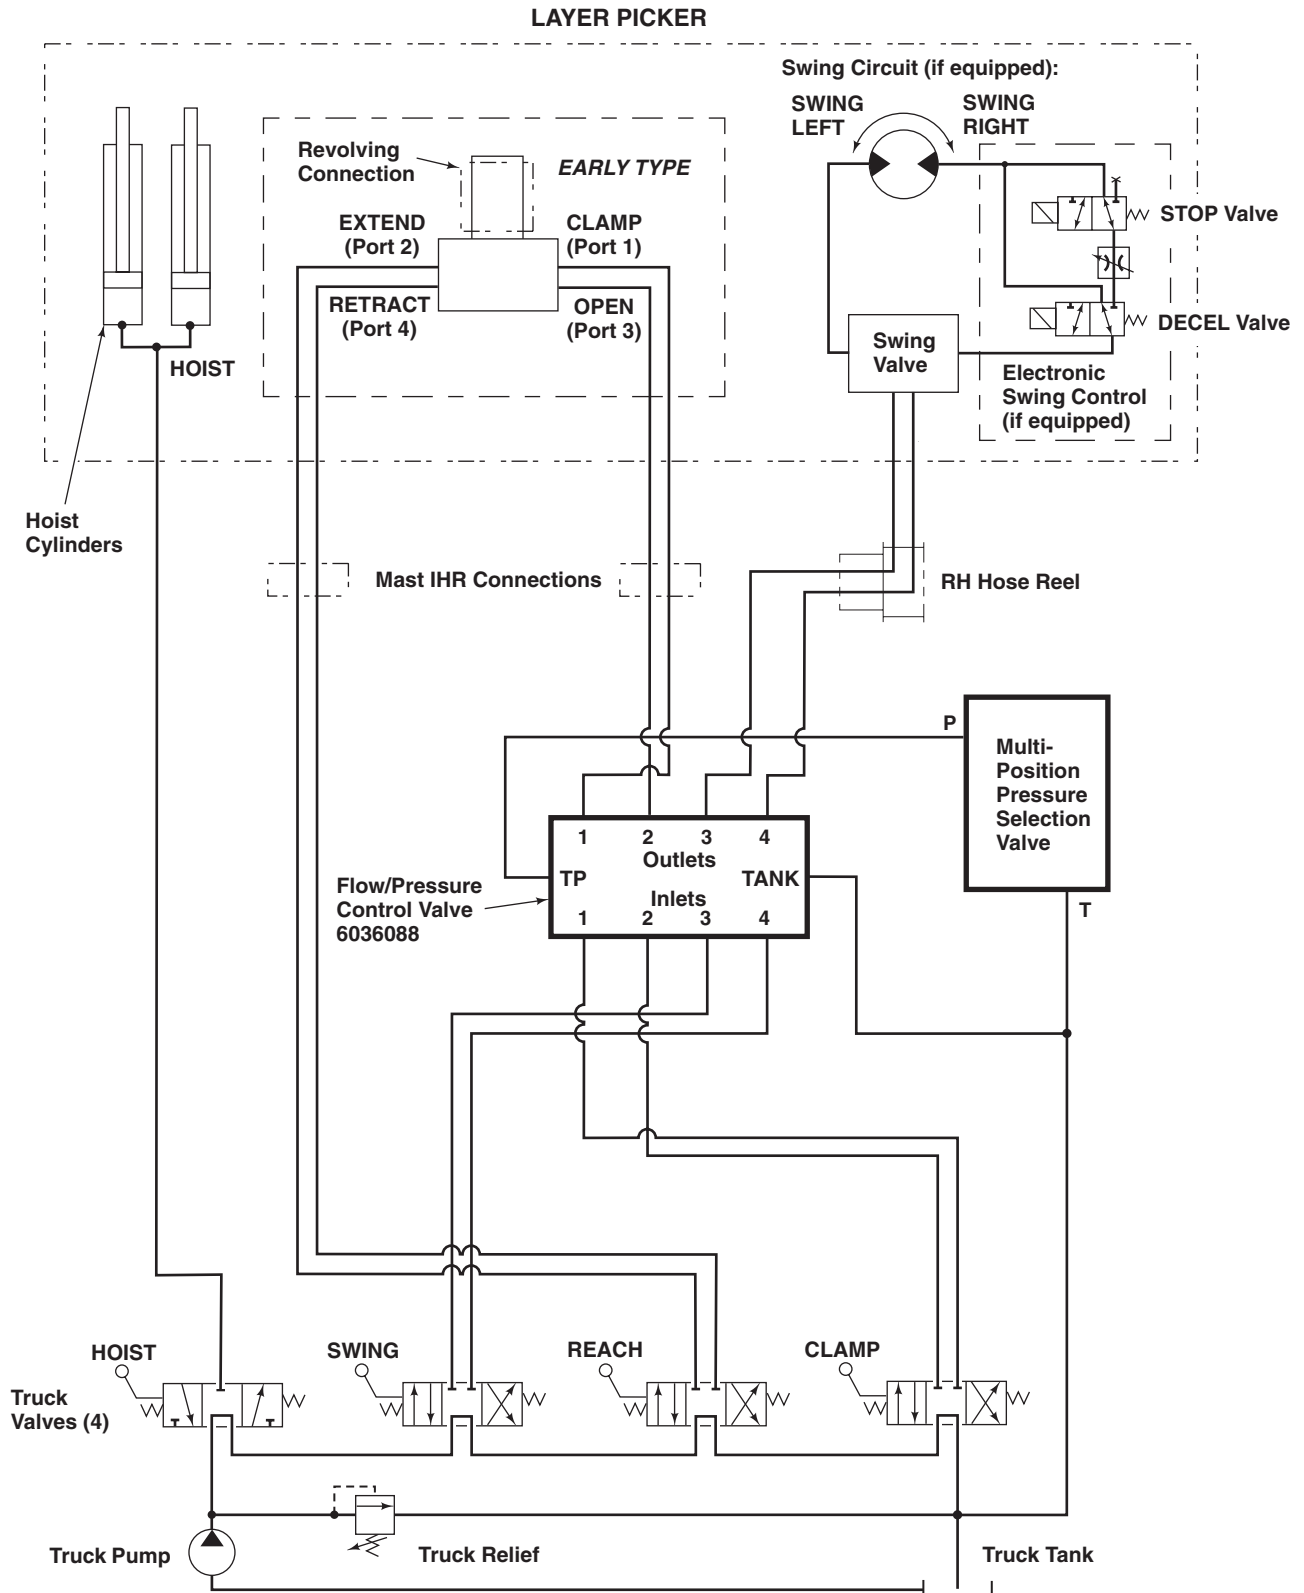 LAYER PICKER
Swing Circuit (if equipped):
SWING
LEFT
SWING
RIGHT
Revolving
Connection
EARLY TYPE
EXTEND
(Port 2)
CLAMP
(Port 1)
RETRACT
(Port 4)
OPEN
(Port 3)
STOP Valve
DECEL Valve
Swing
Valve
Electronic
Swing Control
(if equipped)
HOIST
Hoist
Cylinders
Mast IHR Connections
RH Hose Reel
P
Multi-
Position
Pressure
Selection
Valve
T
1 2 3 4
Outlets
TP
TANK
Inlets
1 2 3 4
Flow/Pressure
Control Valve
6036088
HOIST
SWING
REACH
CLAMP
Truck
Valves (4)
Truck Pump
Truck Relief
Truck Tank